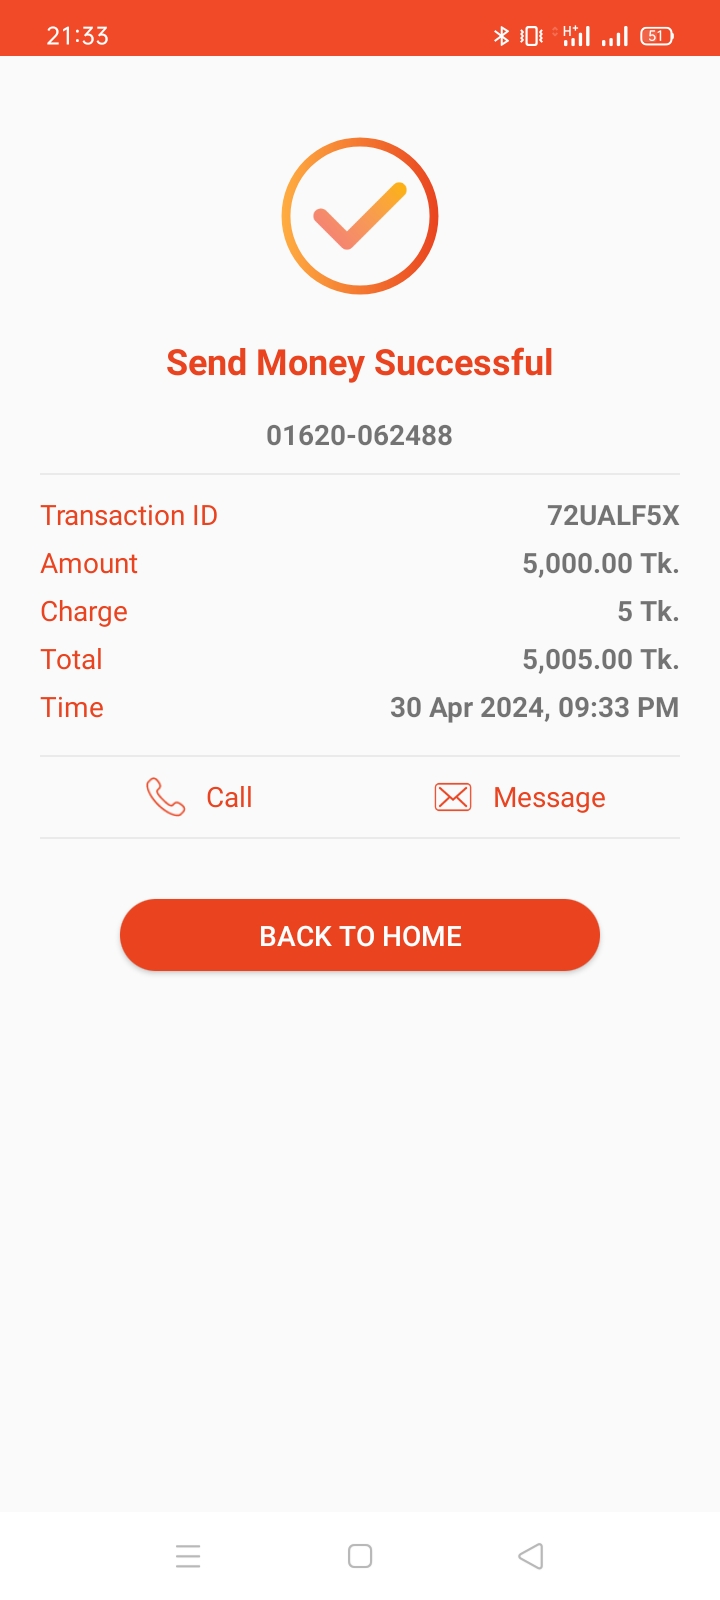 21:33 H+ 51
Send Money Successful
01620-062488
Transaction ID 72UALF5X
Amount 5,000.00 Tk.
Charge 5 Tk.
Total 5,005.00 Tk.
Time 30 Apr 2024, 09:33 PM
Call Message
BACK TO HOME